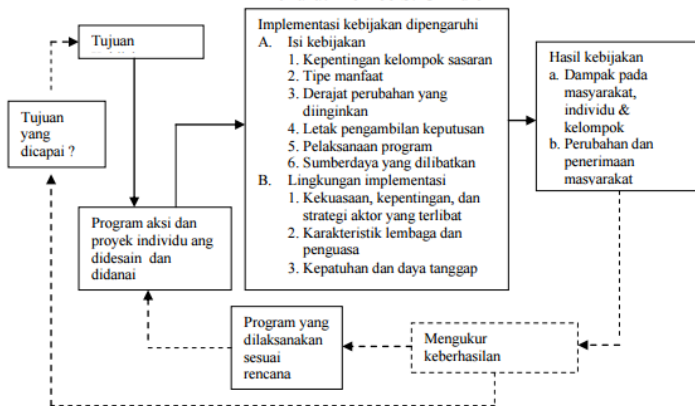 Tujuan
Tujuan
yang
dicapai ?
Program aksi dan
proyek individu ang
didesain dan
didanai
Implementasi kebijakan dipengaruhi
A. Isi kebijakan
1. Kepentingan kelompok sasaran
2. Tipe manfaat
3. Derajat perubahan yang
diinginkan
4. Letak pengambilan keputusan
5. Pelaksanaan program
6. Sumberdaya yang dilibatkan
B. Lingkungan implementasi
1. Kekuasaan, kepentingan, dan
strategi aktor yang terlibat
2. Karakteristik lembaga dan
penguasa
3. Kepatuhan dan daya tanggap
Hasil kebijakan
a. Dampak pada
masyarakat,
individu &
kelompok
b. Perubahan dan
penerimaan
masyarakat
Program yang
dilaksanakan
sesuai
rencana
Mengukur
keberhasilan